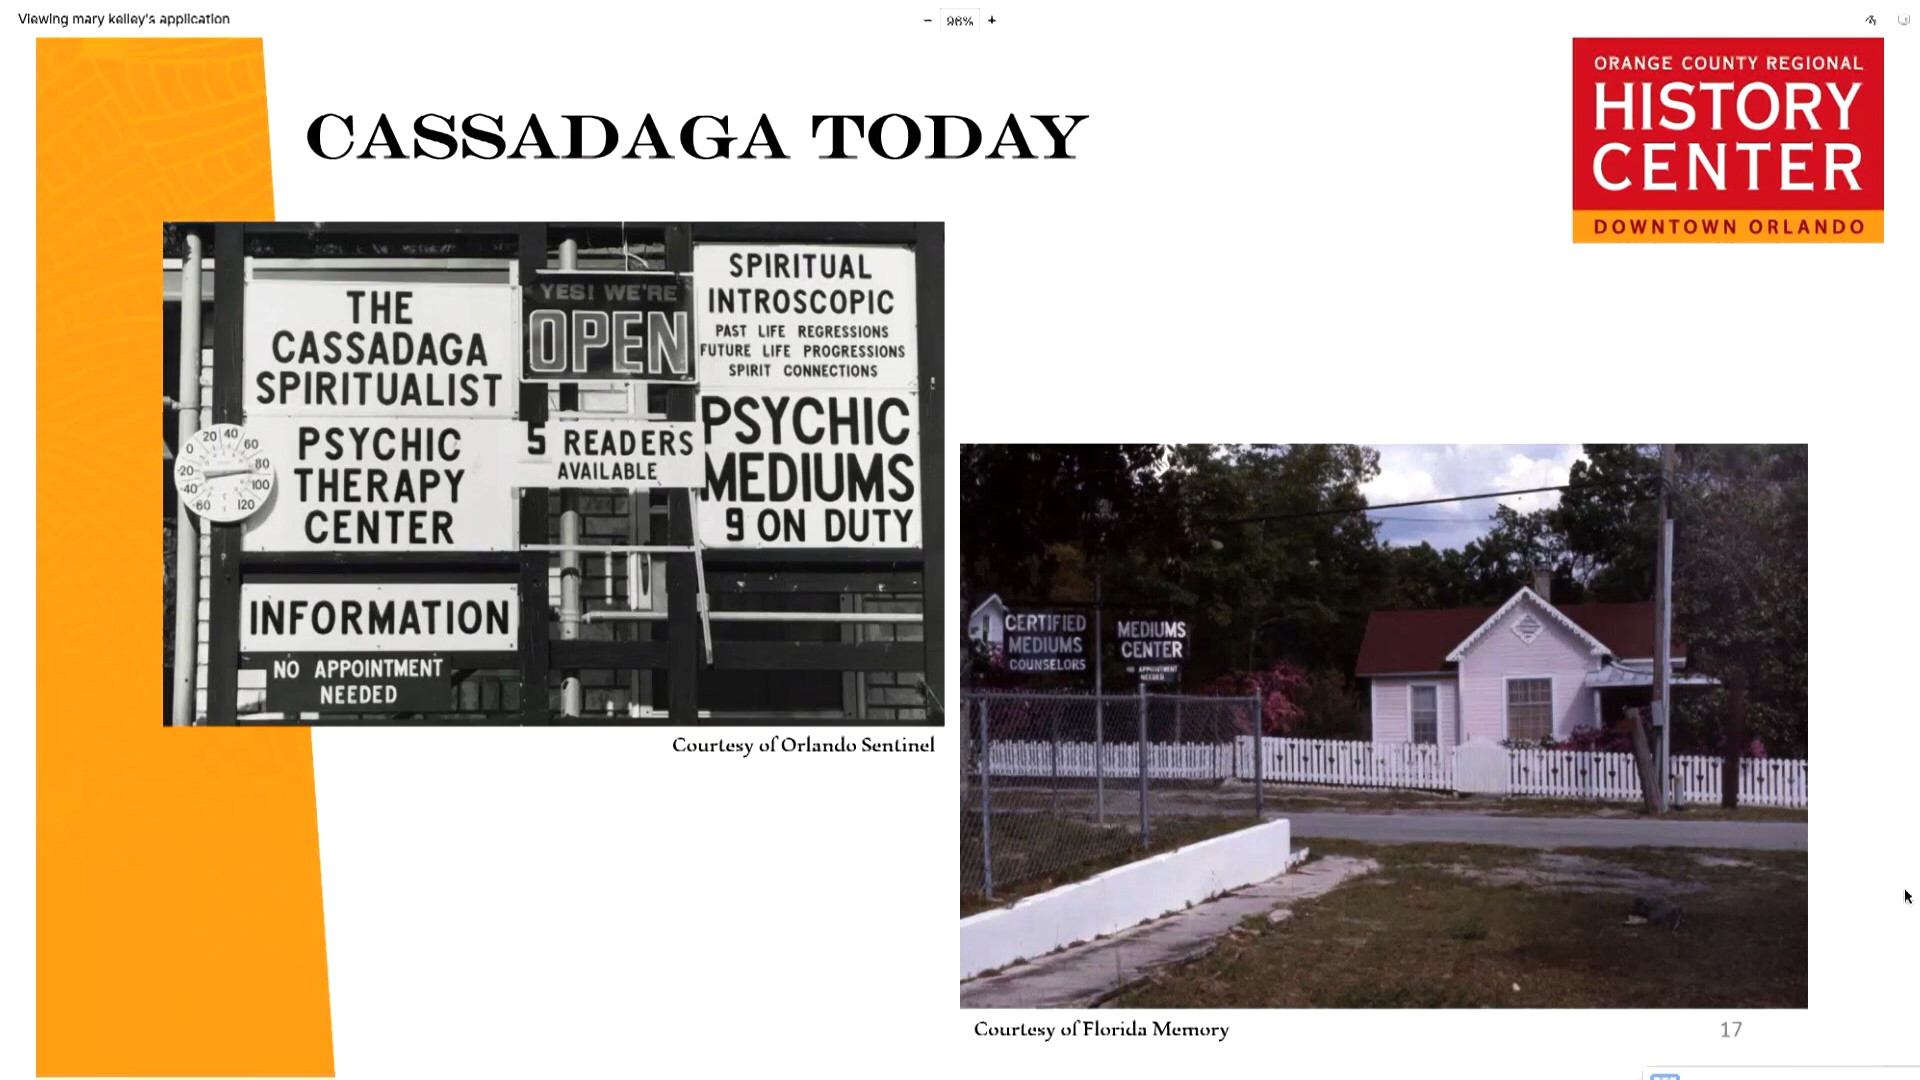 Viewing mary kelley's application
− 96% +
ORANGE COUNTY REGIONAL
HISTORY
CENTER
DOWNTOWN ORLANDO
CASSADAGA TODAY
THE
CASSADAGA
SPIRITUALIST
PSYCHIC
THERAPY
CENTER
INFORMATION
NO APPOINTMENT
NEEDED
0 20 40 60 80 100 120
-20 -40 -60
YES! WE'RE
OPEN
5 READERS
AVAILABLE
SPIRITUAL
INTROSCOPIC
PAST LIFE REGRESSIONS
FUTURE LIFE PROGRESSIONS
SPIRIT CONNECTIONS
PSYCHIC
MEDIUMS
9 ON DUTY
Courtesy of Orlando Sentinel
CERTIFIED
MEDIUMS
COUNSELORS
MEDIUMS
CENTER
NO APPOINTMENT
NEEDED
Courtesy of Florida Memory
17